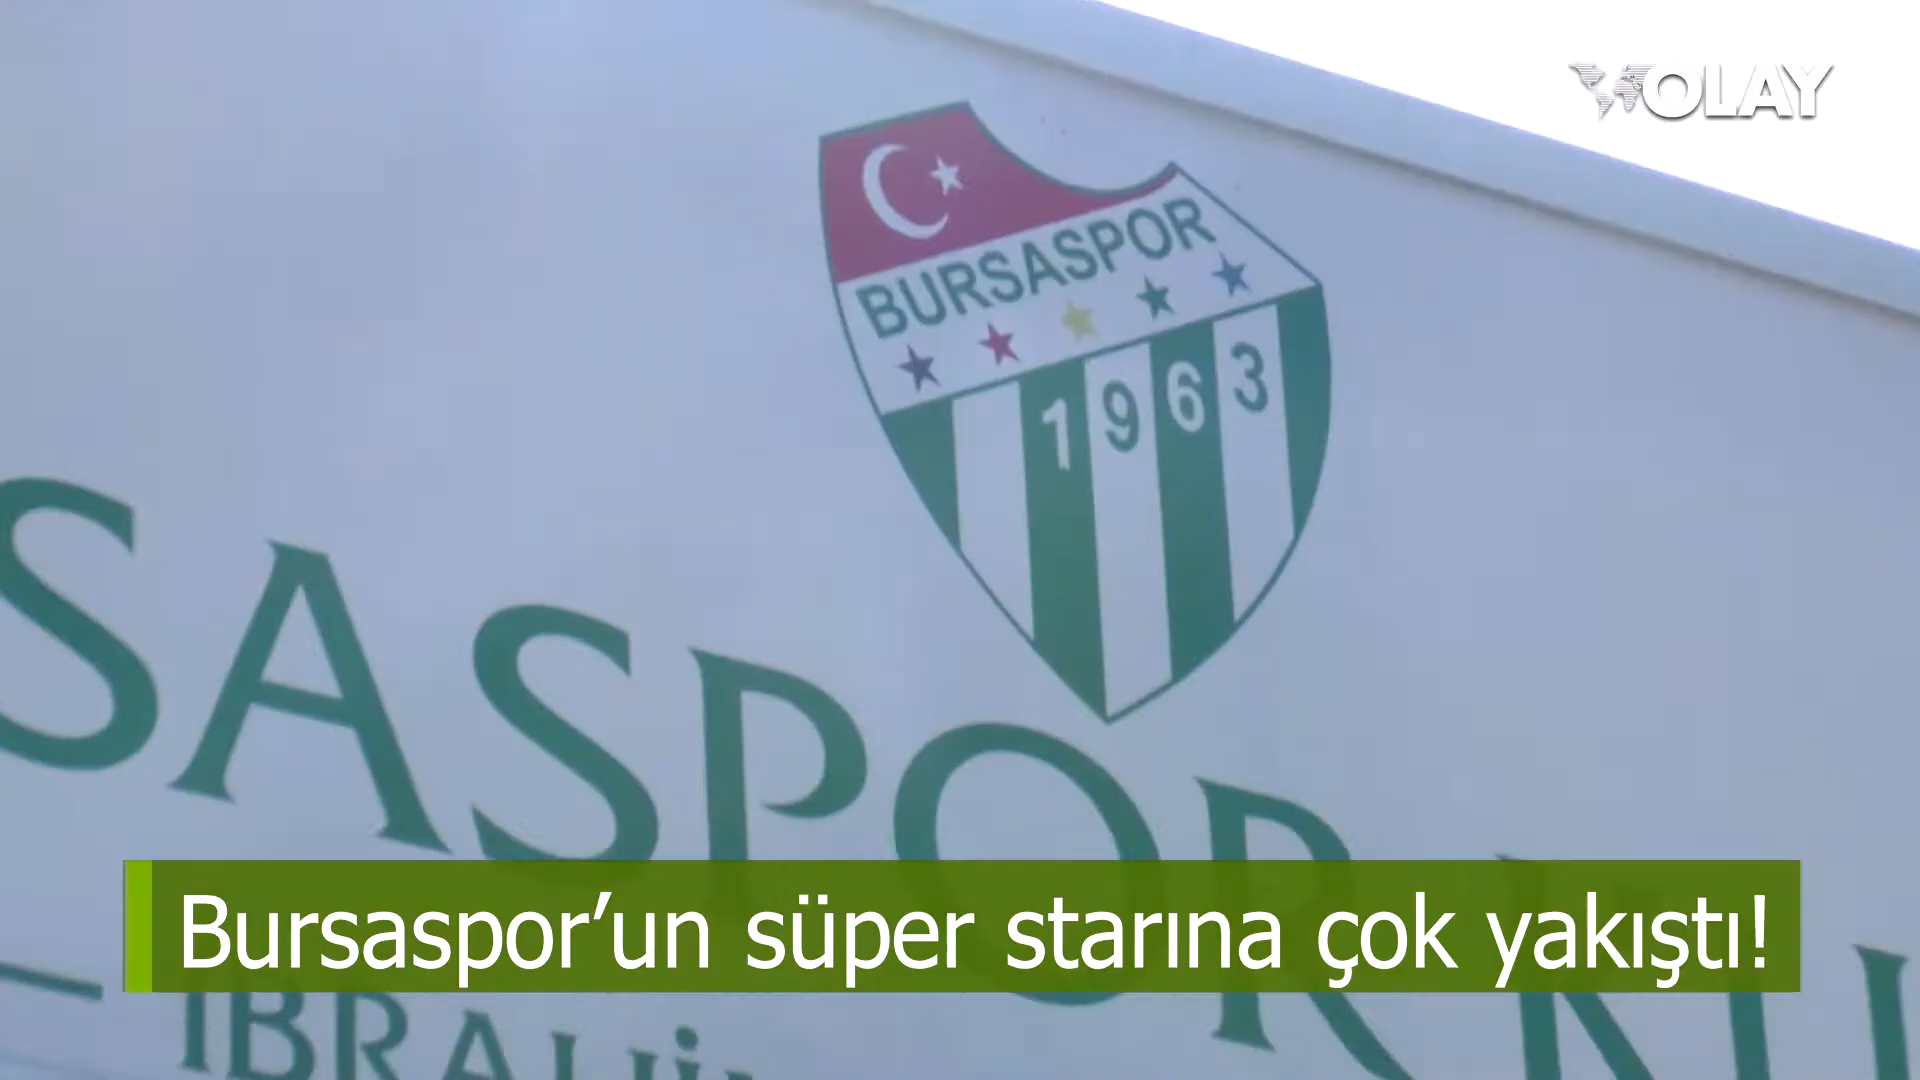 OLAY
BURSASPOR
1963
SASPOR
Bursaspor’un süper starına çok yakıştı!